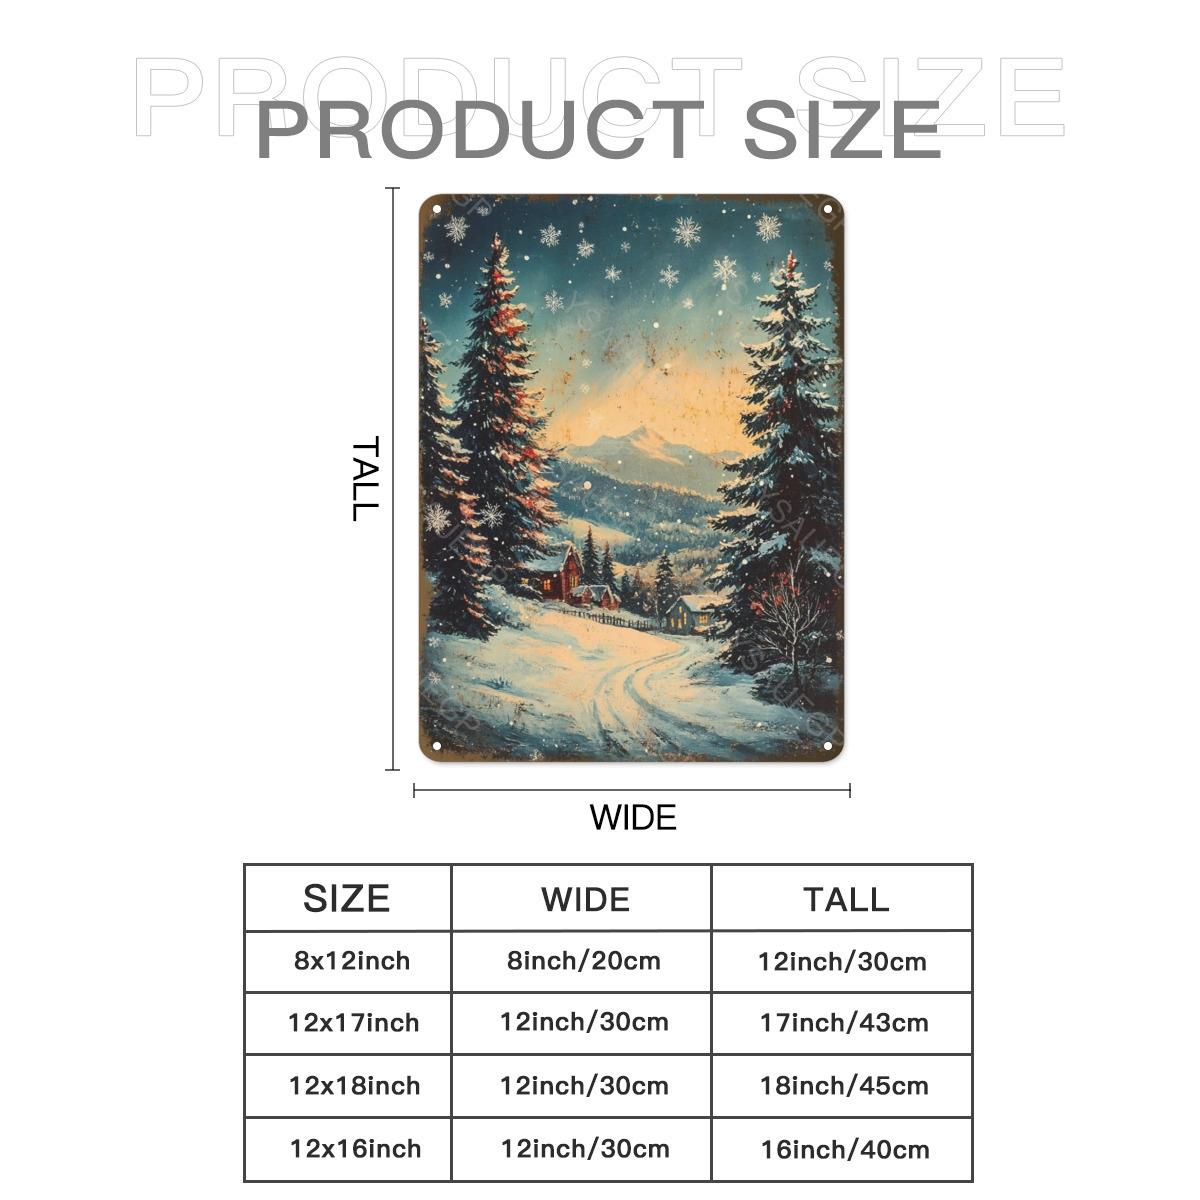 PRODUCT SIZE
PRODUCT SIZE
TALL
WIDE
SIZE WIDE TALL
8x12inch 8inch/20cm 12inch/30cm
12x17inch 12inch/30cm 17inch/43cm
12x18inch 12inch/30cm 18inch/45cm
12x16inch 12inch/30cm 16inch/40cm